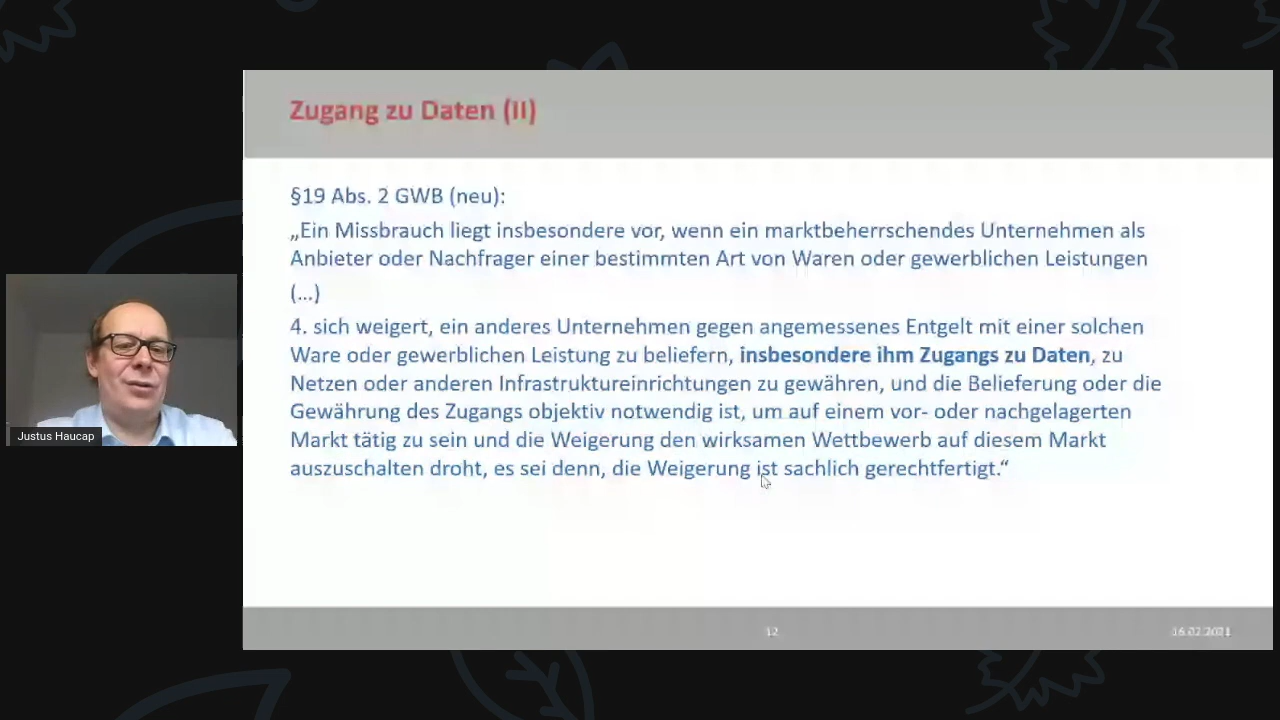 Zugang zu Daten (II)
§19 Abs. 2 GWB (neu):
„Ein Missbrauch liegt insbesondere vor, wenn ein marktbeherrschendes Unternehmen als
Anbieter oder Nachfrager einer bestimmten Art von Waren oder gewerblichen Leistungen
(…)
4. sich weigert, ein anderes Unternehmen gegen angemessenes Entgelt mit einer solchen
Ware oder gewerblichen Leistung zu beliefern, insbesondere ihm Zugangs zu Daten, zu
Netzen oder anderen Infrastruktureinrichtungen zu gewähren, und die Belieferung oder die
Gewährung des Zugangs objektiv notwendig ist, um auf einem vor- oder nachgelagerten
Markt tätig zu sein und die Weigerung den wirksamen Wettbewerb auf diesem Markt
auszuschalten droht, es sei denn, die Weigerung ist sachlich gerechtfertigt.“
Justus Haucap
12
16.02.2021